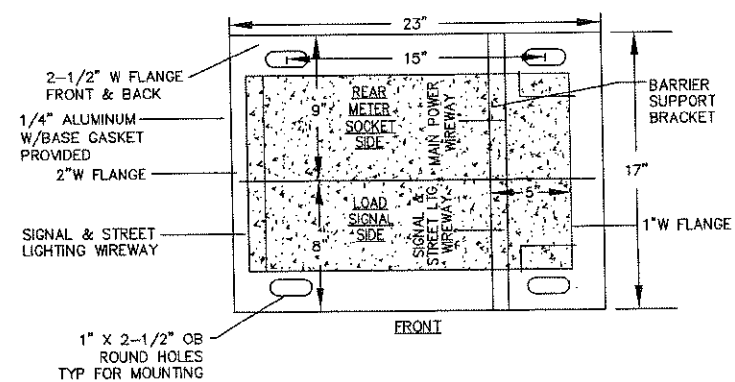 23"
15"
2-1/2" W FLANGE
FRONT & BACK
1/4" ALUMINUM
W/BASE GASKET
PROVIDED
2"W FLANGE
SIGNAL & STREET
LIGHTING WIREWAY
1" X 2-1/2" OB
ROUND HOLES
TYP FOR MOUNTING
9"
REAR
METER
SOCKET
SIDE
MAIN POWER
WIREWAY
8"
LOAD
SIGNAL
SIDE
SIGNAL &
STREET LTG.
WIREWAY
5"
BARRIER
SUPPORT
BRACKET
17"
1"W FLANGE
FRONT